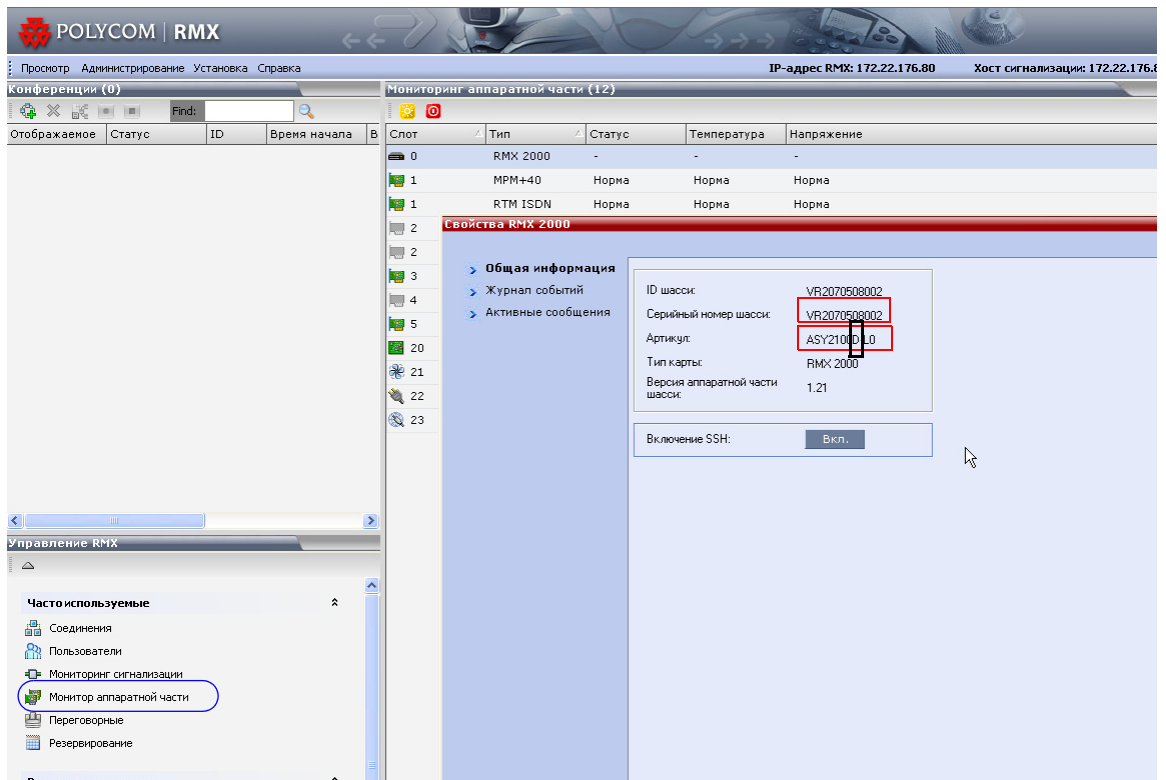 POLYCOM | RMX
Просмотр Администрирование Установка Справка
IP-адрес RMX: 172.22.176.80 Хост сигнализации: 172.22.176.8
Конференции (0)
Find:
Отображаемое Статус ID Время начала В
Мониторинг аппаратной части (12)
Слот Тип Статус Температура Напряжение
0 RMX 2000 - - -
1 MPM+40 Норма Норма Норма
1 RTM ISDN Норма Норма Норма
2
2
3
4
5
20
21
22
23
Свойства RMX 2000
Общая информация
Журнал событий
Активные сообщения
ID шасси: VR2070508002
Серийный номер шасси: VR2070508002
Артикул: ASY2100D L0
Тип карты: RMX 2000
Версия аппаратной части шасси: 1.21
Включение SSH: Вкл.
Управление RMX
Часто используемые
Соединения
Пользователи
Мониторинг сигнализации
Монитор аппаратной части
Переговорные
Резервирование